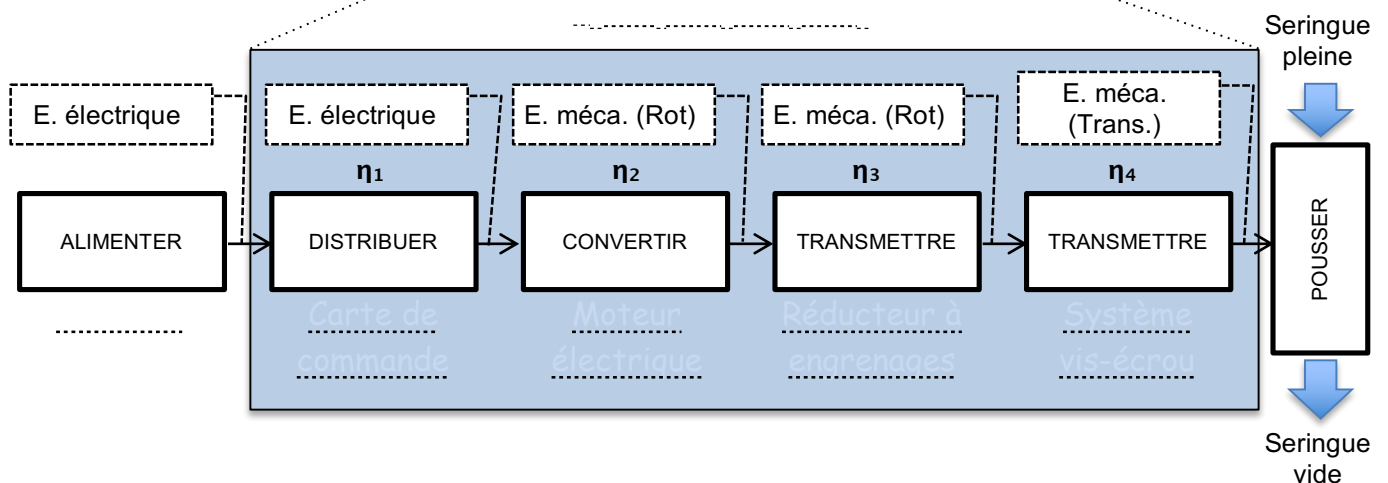 Seringue
pleine
E. électrique
E. électrique
E. méca. (Rot)
E. méca. (Rot)
E. méca.
(Trans.)
η1
η2
η3
η4
ALIMENTER
DISTRIBUER
CONVERTIR
TRANSMETTRE
TRANSMETTRE
POUSSER
Carte de
commande
Moteur
électrique
Réducteur à
engrenages
Système
vis-écrou
Seringue
vide